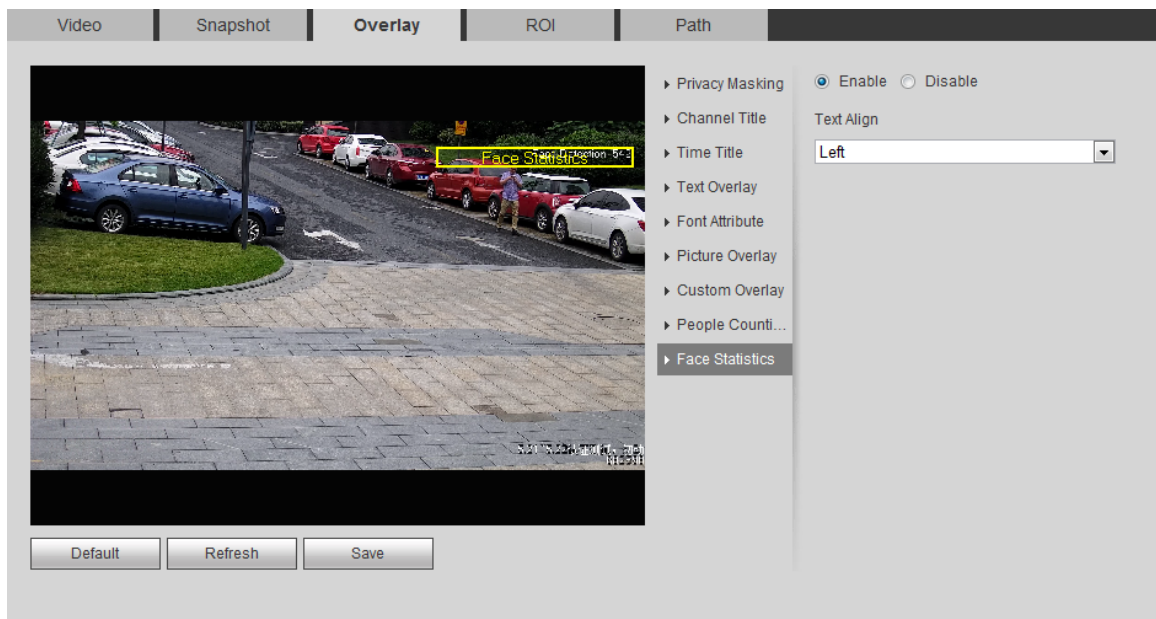 Video Snapshot Overlay ROI Path
Privacy Masking
Channel Title
Time Title
Text Overlay
Font Attribute
Picture Overlay
Custom Overlay
People Counti...
Face Statistics
Enable Disable
Text Align
Left
Face Statistics
Default Refresh Save